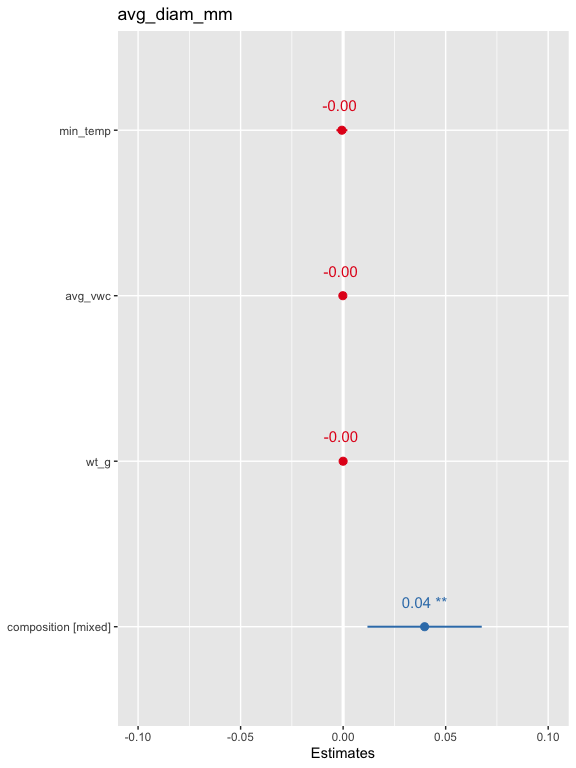 avg_diam_mm
-0.00
min_temp
-0.00
avg_vwc
-0.00
wt_g
0.04 **
composition [mixed]
-0.10 -0.05 0.00 0.05 0.10
Estimates